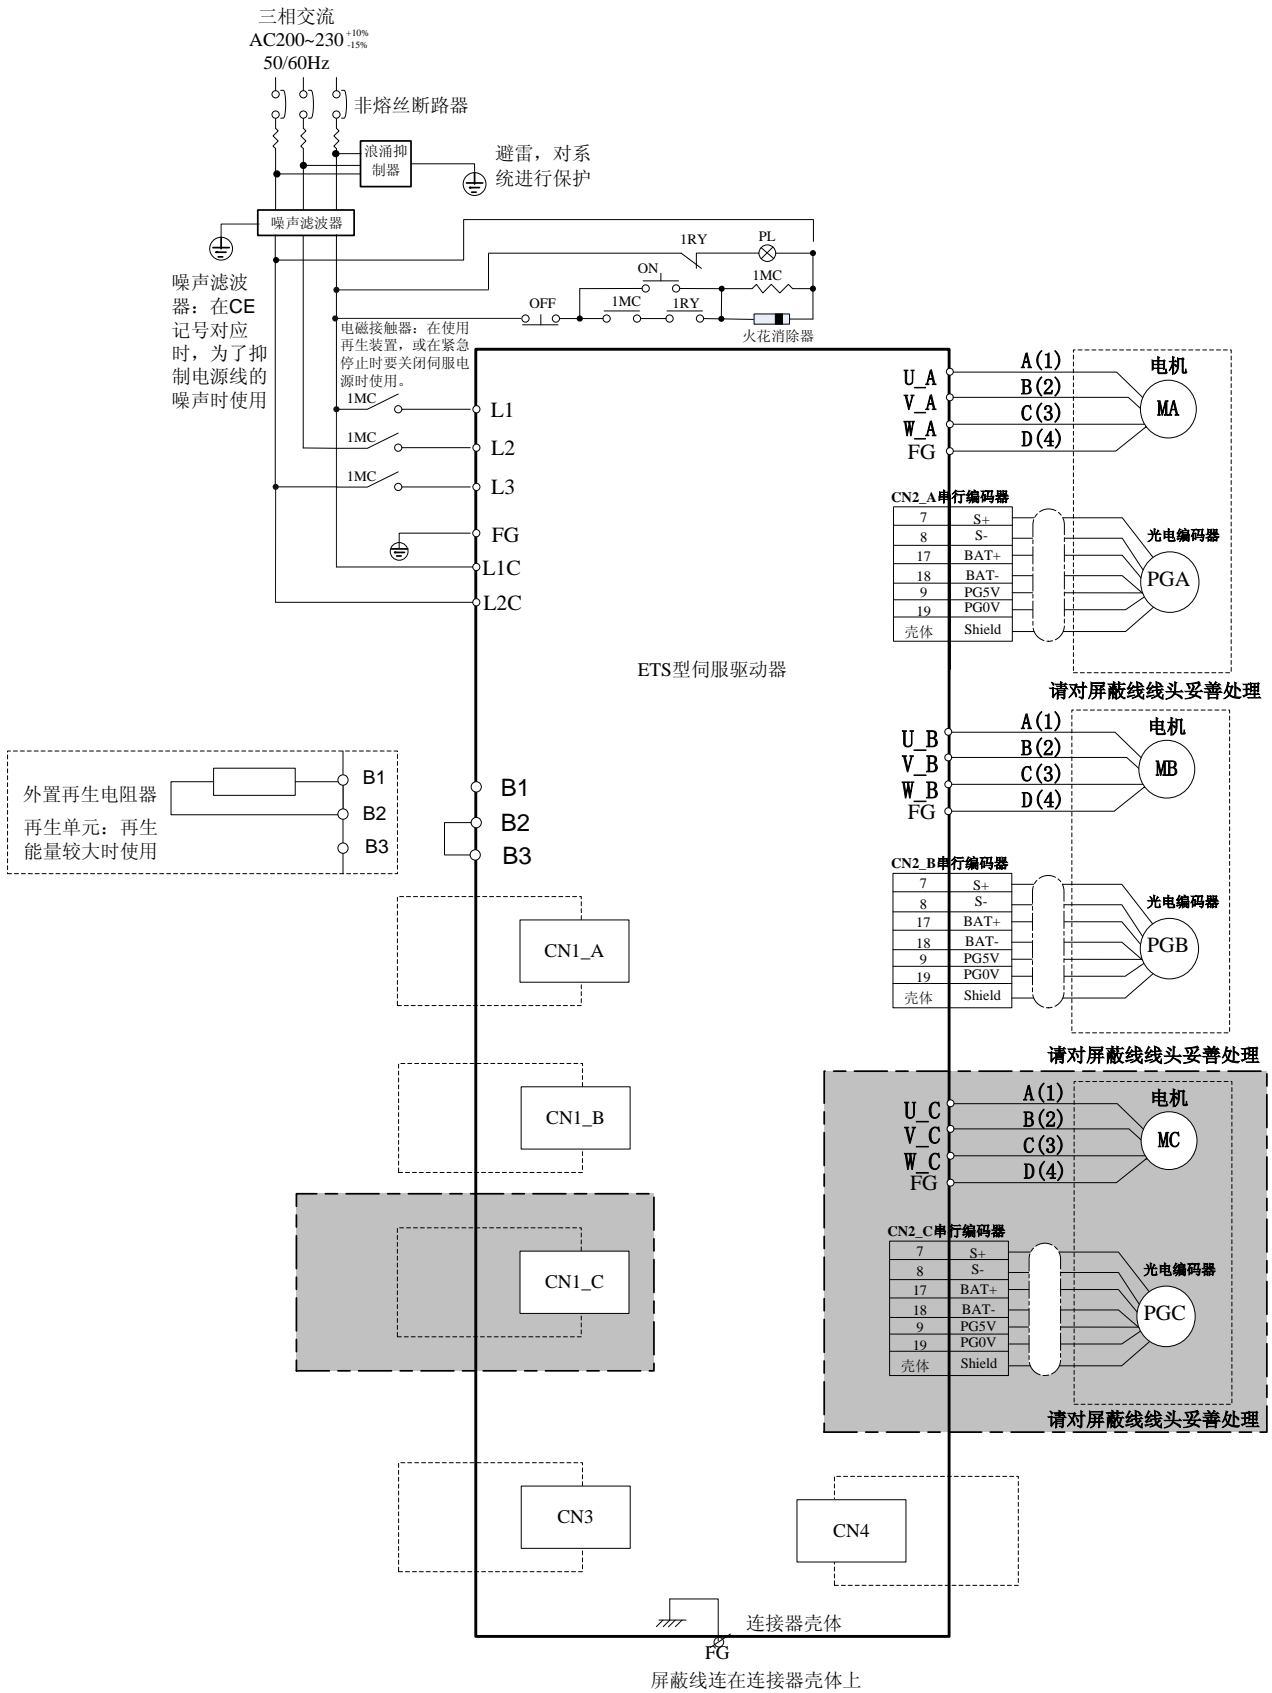 三相交流
AC200~230 +10% -15%
50/60Hz
非熔丝断路器
浪涌抑
制器
避雷，对系
统进行保护
噪声滤波器
噪声滤波
器：在CE
记号对应
时，为了抑
制电源线的
噪声时使用
1RY
PL
ON
1MC
OFF
1MC
1RY
火花消除器
电磁接触器：在使用
再生装置，或在紧急
停止时要关闭伺服电
源时使用。
1MC
L1
1MC
L2
1MC
L3
FG
L1C
L2C
ETS型伺服驱动器
U_A
V_A
W_A
FG
A(1)
B(2)
C(3)
D(4)
电机
MA
CN2_A串行编码器
7 S+
8 S-
17 BAT+
18 BAT-
9 PG5V
19 PG0V
壳体 Shield
光电编码器
PGA
请对屏蔽线线头妥善处理
U_B
V_B
W_B
FG
A(1)
B(2)
C(3)
D(4)
电机
MB
外置再生电阻器
再生单元：再生
能量较大时使用
B1
B2
B3
B1
B2
B3
CN2_B串行编码器
7 S+
8 S-
17 BAT+
18 BAT-
9 PG5V
19 PG0V
壳体 Shield
光电编码器
PGB
请对屏蔽线线头妥善处理
CN1_A
CN1_B
CN1_C
U_C
V_C
W_C
FG
A(1)
B(2)
C(3)
D(4)
电机
MC
CN2_C串行编码器
7 S+
8 S-
17 BAT+
18 BAT-
9 PG5V
19 PG0V
壳体 Shield
光电编码器
PGC
请对屏蔽线线头妥善处理
CN3
CN4
连接器壳体
FG
屏蔽线连在连接器壳体上